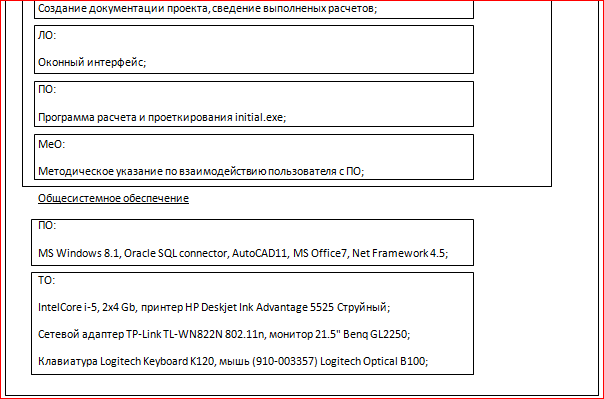 Создание документации проекта, сведение выполненых расчетов;
ЛО:
Оконный интерфейс;
ПО:
Программа расчета и проеткирования initial.exe;
МеО:
Методическое указание по взаимодействию пользователя с ПО;
Общесистемное обеспечение
ПО:
MS Windows 8.1, Oracle SQL connector, AutoCAD11, MS Office7, Net Framework 4.5;
ТО:
IntelCore i-5, 2x4 Gb, принтер HP Deskjet Ink Advantage 5525 Струйный;
Сетевой адаптер TP-Link TL-WN822N 802.11n, монитор 21.5" Benq GL2250;
Клавиатура Logitech Keyboard K120, мышь (910-003357) Logitech Optical B100;